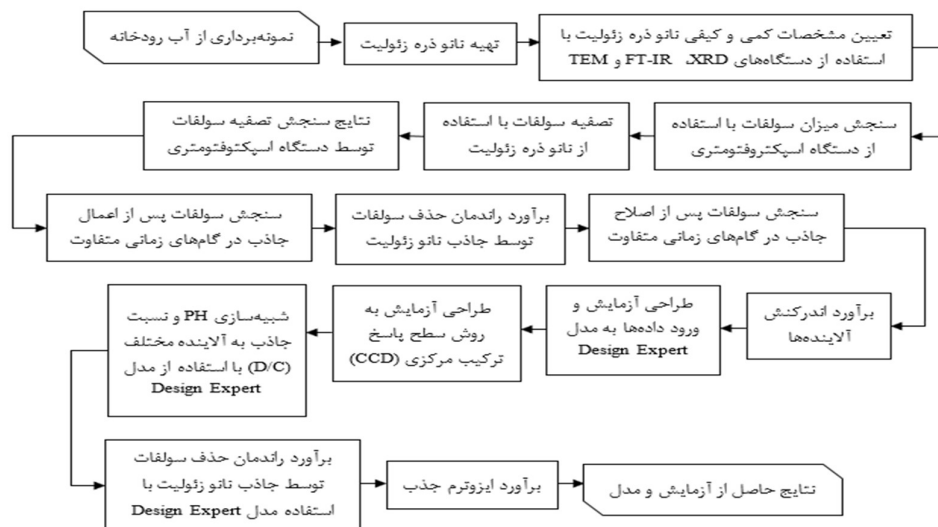 نمونه‌برداری از آب رودخانه
تهیه نانو ذره زئولیت
تعیین مشخصات کمی و کیفی نانو ذره زئولیت با
استفاده از دستگاه‌های XRD، FT-IR و TEM
سنجش میزان سولفات با استفاده
از دستگاه اسپکتروفتومتری
تصفیه سولفات با استفاده
از نانو ذره زئولیت
نتایج سنجش تصفیه سولفات
توسط دستگاه اسپکتوفتومتری
سنجش سولفات پس از اعمال
جاذب در گام‌های زمانی متفاوت
برآورد راندمان حذف سولفات
توسط جاذب نانو زئولیت
سنجش سولفات پس از اصلاح
جاذب در گام‌های زمانی متفاوت
برآورد اندرکنش
آلاینده‌ها
طراحی آزمایش و
ورود داده‌ها به مدل
Design Expert
طراحی آزمایش به
روش سطح پاسخ
ترکیب مرکزی (CCD)
شبیه‌سازی PH و نسبت
جاذب به آلاینده مختلف
(D/C) با استفاده از مدل
Design Expert
برآورد راندمان حذف سولفات
توسط جاذب نانو زئولیت با
استفاده مدل Design Expert
برآورد ایزوترم جذب
نتایج حاصل از آزمایش و مدل